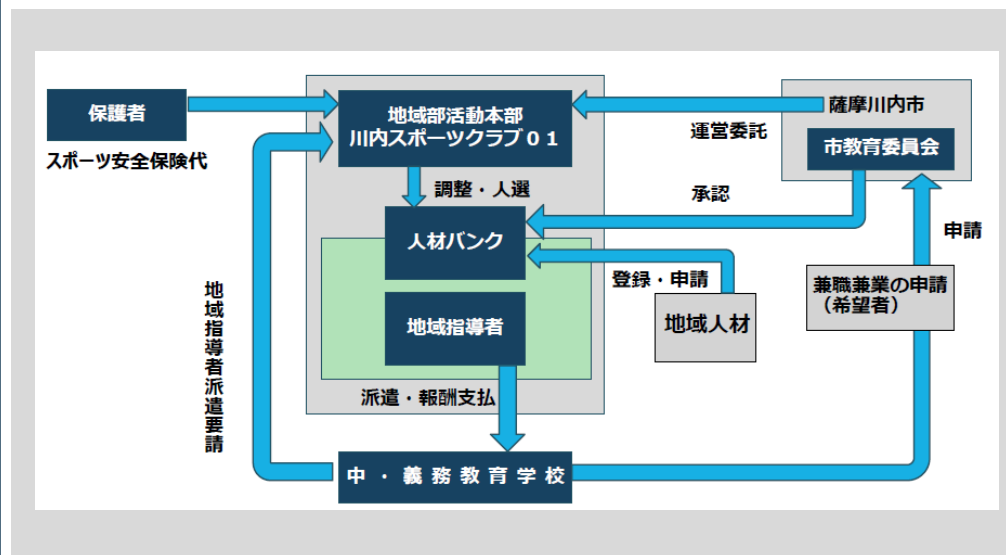 保護者
スポーツ安全保険代
地域部活動本部
川内スポーツクラブ０１
運営委託
薩摩川内市
市教育委員会
調整・人選
承認
人材バンク
申請
登録・申請
兼職兼業の申請
（希望者）
地域指導者
地域人材
地域指導者派遣要請
派遣・報酬支払
中・義務教育学校